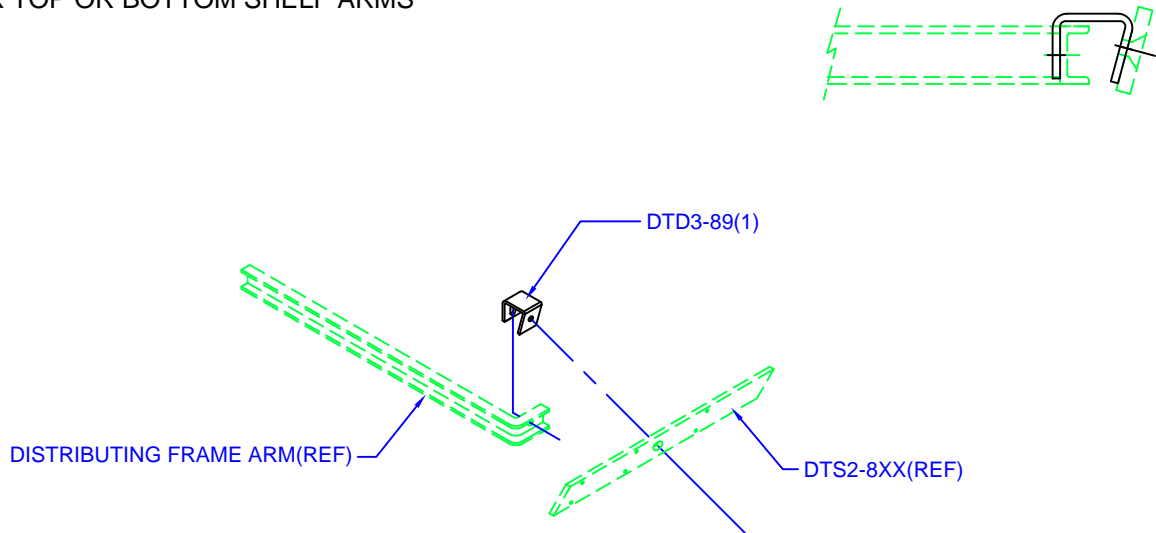 TOP OR BOTTOM SHELF ARMS
DTD3-89(1)
DISTRIBUTING FRAME ARM(REF)
DTS2-8XX(REF)